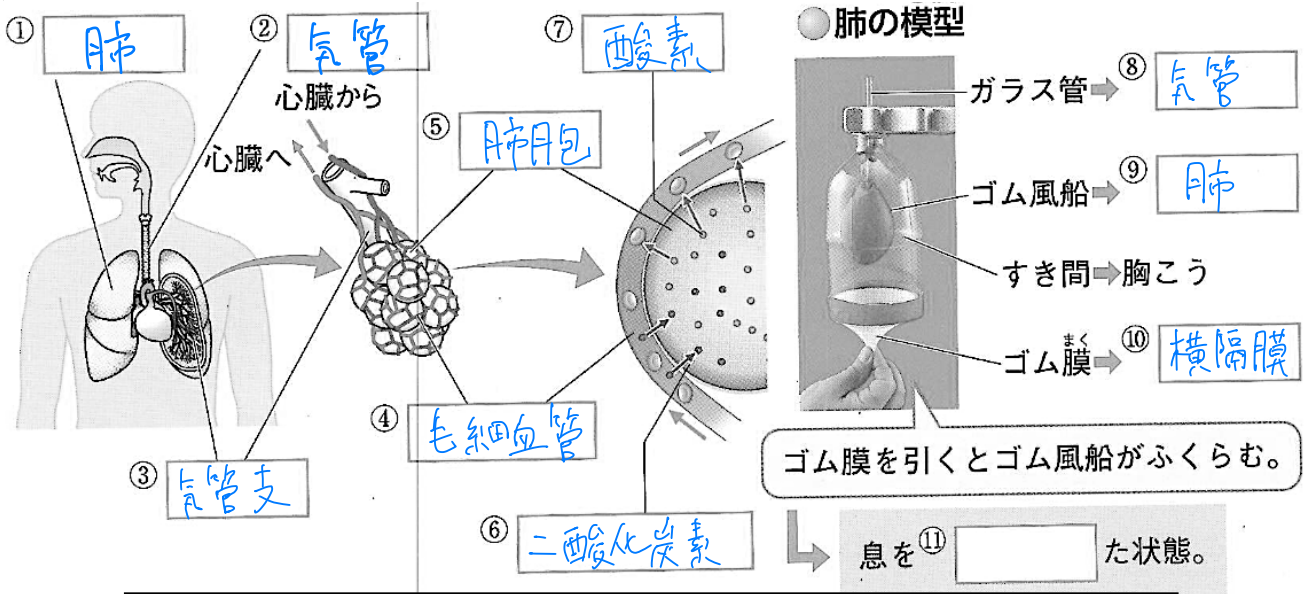 ① 肺
② 気管
心臓から
心臓へ
③ 気管支
④ 毛細血管
⑤ 肺胞
⑥ 二酸化炭素
⑦ 酸素
肺の模型
ガラス管 ⑧ 気管
ゴム風船 ⑨ 肺
すき間 胸こう
まく
ゴム膜 ⑩ 横隔膜
ゴム膜を引くとゴム風船がふくらむ。
息を⑪ た状態。